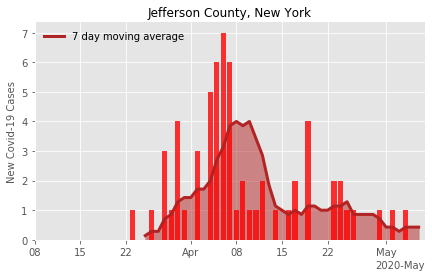 Jefferson County, New York
7 day moving average
New Covid-19 Cases
7
6
5
4
3
2
1
0
08 15 22 Apr 08 15 22 May
2020-May